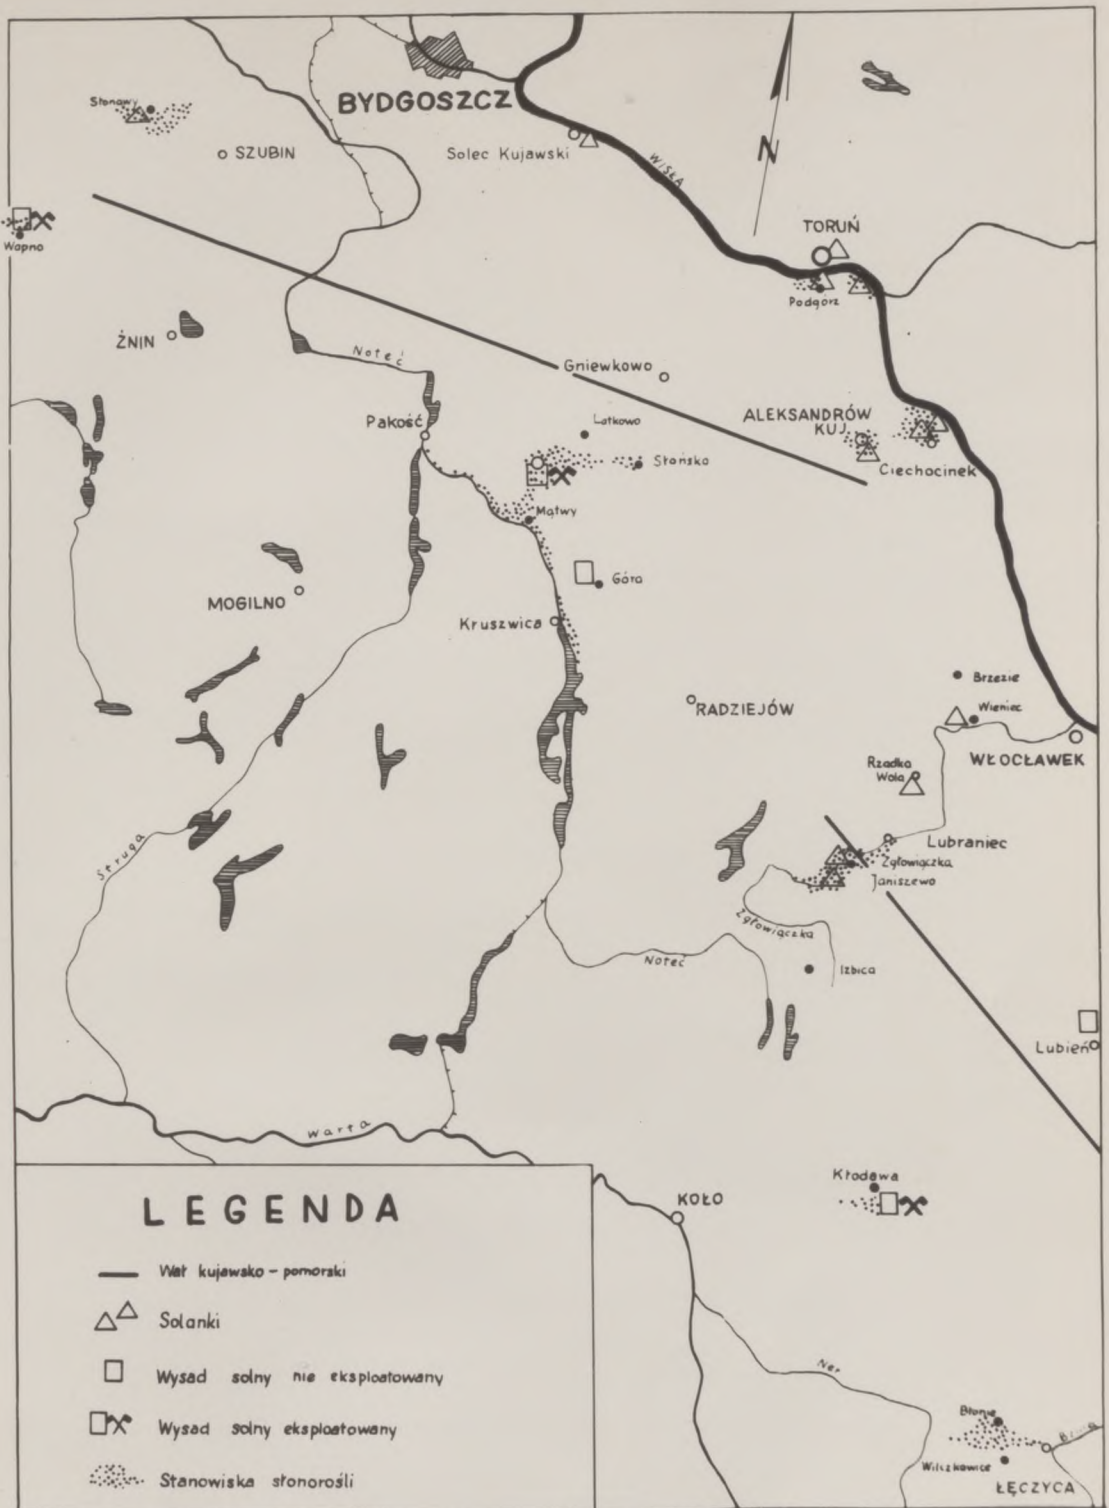 BYDGOSZCZ
Słonawy
SZUBIN
Solec Kujawski
WISŁA
N
Wapno
TORUŃ
Podgórz
ŻNIN
Noteć
Gniewkowo
Pakość
Latkowo
ALEKSANDRÓW
KUJ.
Słońsko
Ciechocinek
Mątwy
Góra
MOGILNO
Kruszwica
Brzezie
RADZIEJÓW
Wieniec
WŁOCŁAWEK
Rzadka
Wola
Struga
Lubraniec
Zgłowiączka
Janiszewo
Zgłowiączka
Noteć
Izbica
Lubień
Warta
Kłodawa
KOŁO
LEGENDA
Wał kujawsko-pomorski
Solanki
Wysad solny nie eksploatowany
Wysad solny eksploatowany
Stanowiska słonorośli
Ner
Błonie
Wilczkowice
ŁĘCZYCA